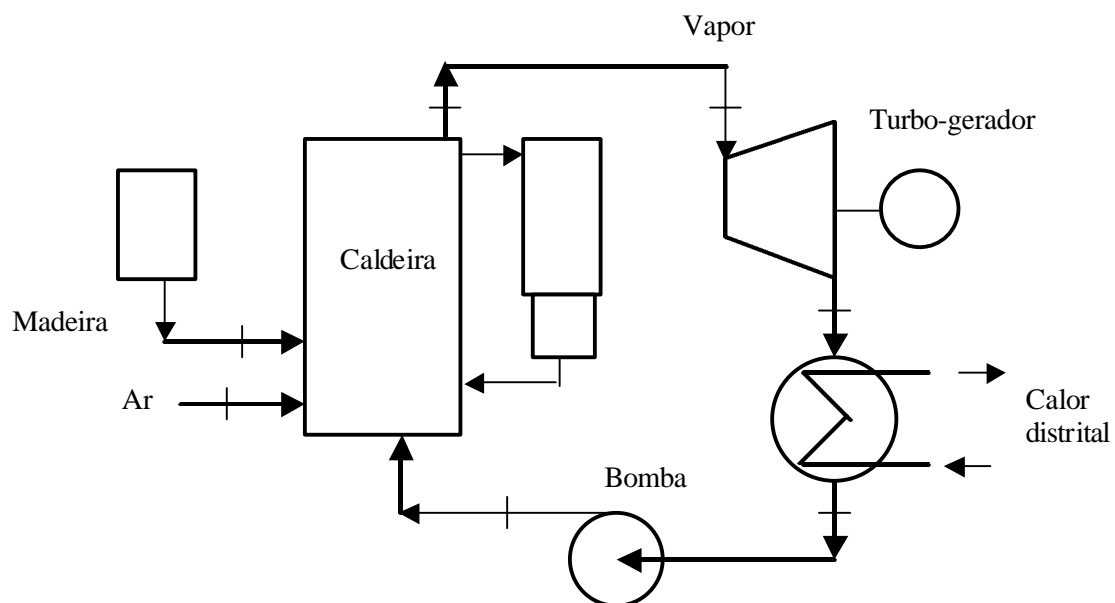 Vapor
Turbo-gerador
Caldeira
Madeira
Ar
Calor
distrital
Bomba